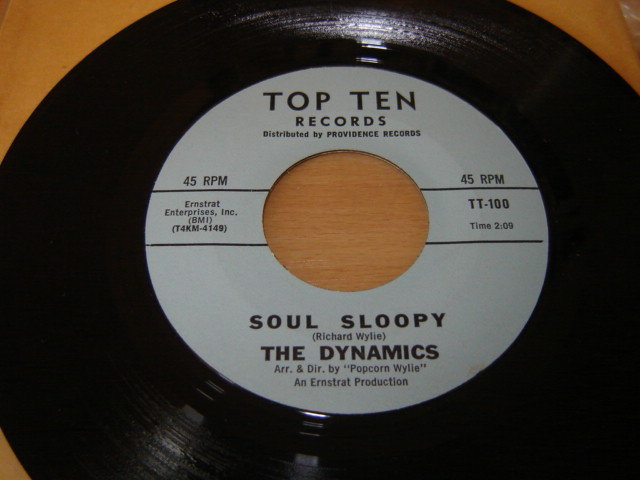 TOP TEN
RECORDS
Distributed by PROVIDENCE RECORDS
45 RPM
45 RPM
Ernstrat
Enterprises, Inc.
(BMI)
(T4KM-4149)
TT-100
Time 2:09
SOUL SLOOPY
(Richard Wylie)
THE DYNAMICS
Arr. & Dir. by "Popcorn Wylie"
An Ernstrat Production